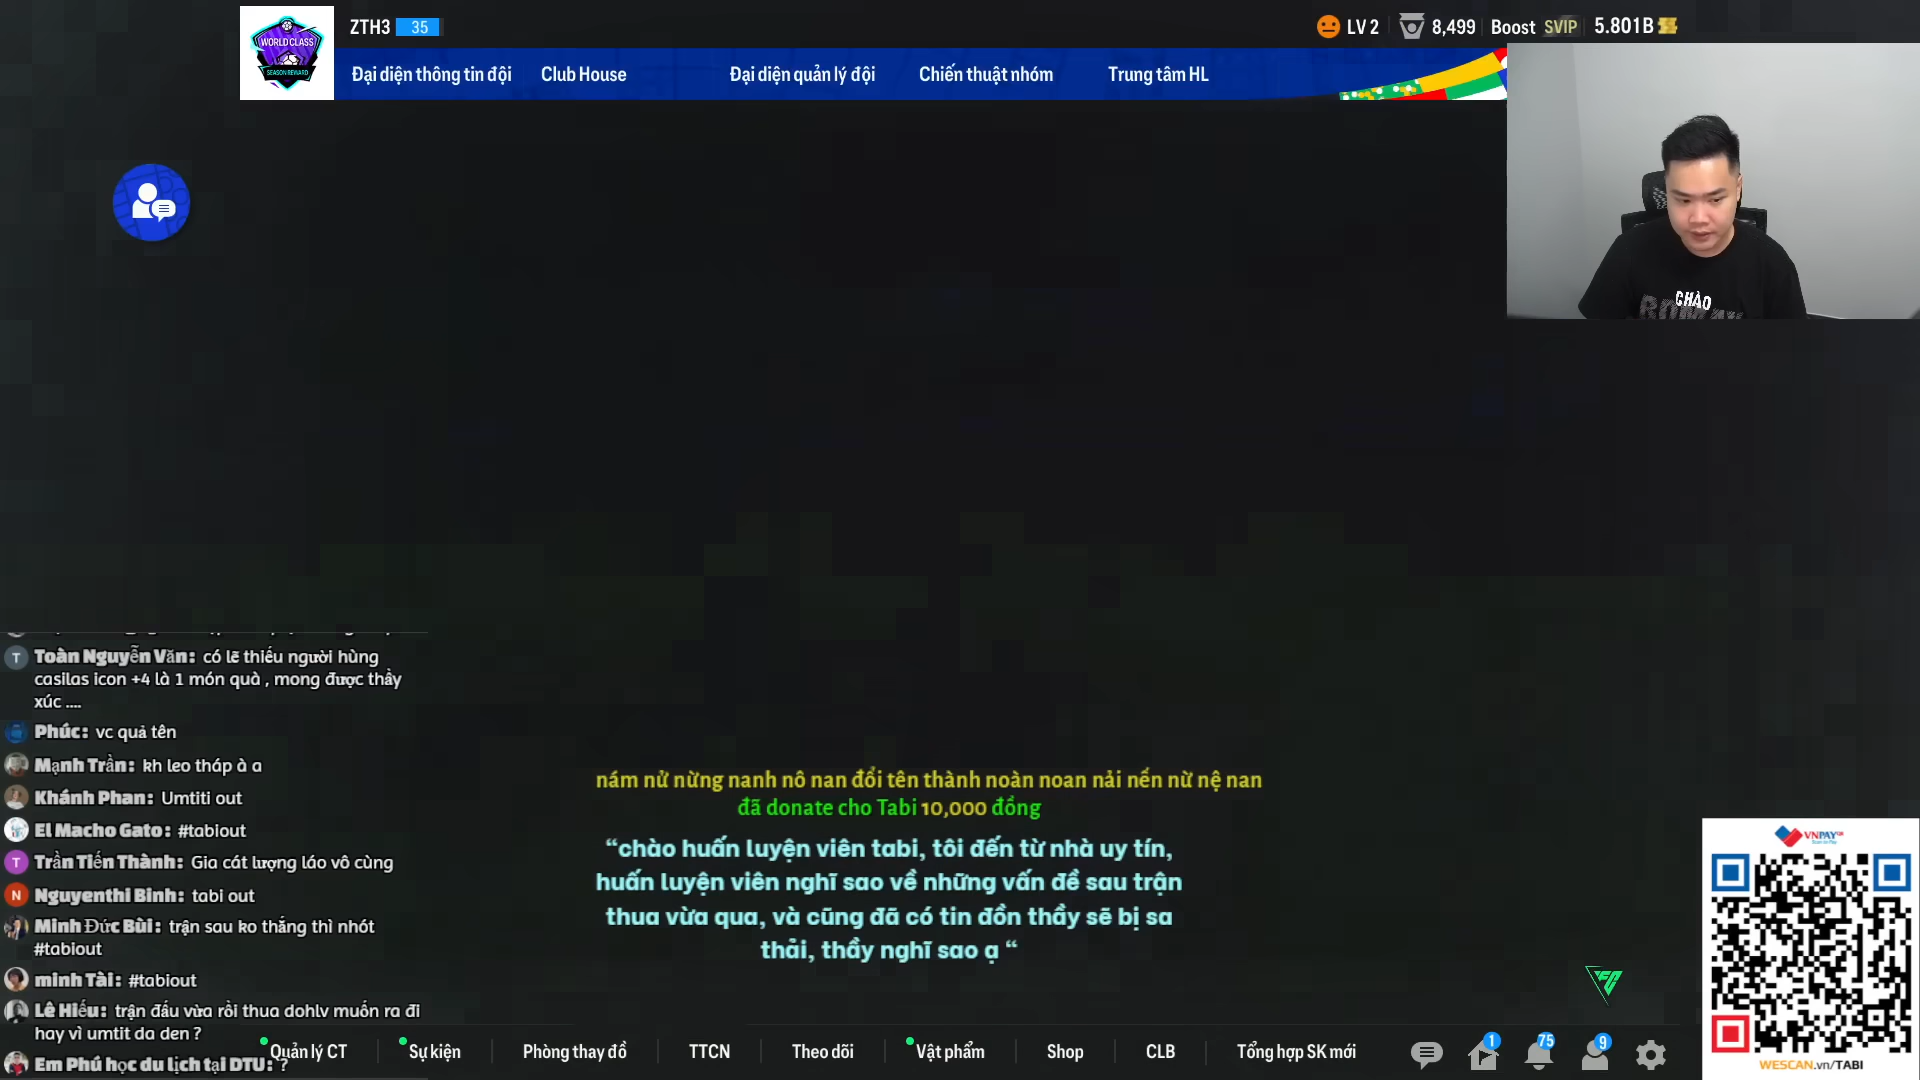 WORLD CLASS
SEASON REWARD
ZTH3 35
LV 2 8,499 Boost SVIP 5.801B
Đại diện thông tin đội Club House Đại diện quản lý đội Chiến thuật nhóm Trung tâm HL
CHÀO
Toàn Nguyễn Văn: có lẽ thiếu người hùng
casilas icon +4 là 1 món quà , mong được thầy
xúc ....
Phúc: vc quả tên
Mạnh Trần: kh leo tháp à a
Khánh Phan: Umtiti out
El Macho Gato: #tabiout
T Trần Tiến Thành: Gia cát lượng láo vô cùng
N Nguyenthi Binh: tabi out
Minh Đức Bùi: trận sau ko thắng thì nhót
#tabiout
minh Tài: #tabiout
Lê Hiếu: trận đấu vừa rồi thua dohlv muốn ra đi
hay vì umtit da den ?
Em Phú học du lịch tại DTU: ?
nám nử nừng nanh nô nan đổi tên thành noàn noan nải nển nừ nệ nan
đã donate cho Tabi 10,000 đồng
“chào huấn luyện viên tabi, tôi đến từ nhà uy tín,
huấn luyện viên nghĩ sao về những vấn đề sau trận
thua vừa qua, và cũng đã có tin đồn thầy sẽ bị sa
thải, thầy nghĩ sao ạ “
VNPAY
WESCAN.vn/TABI
Quản lý CT Sự kiện Phòng thay đồ TTCN Theo dõi Vật phẩm Shop CLB Tổng hợp SK mới 1 75 9